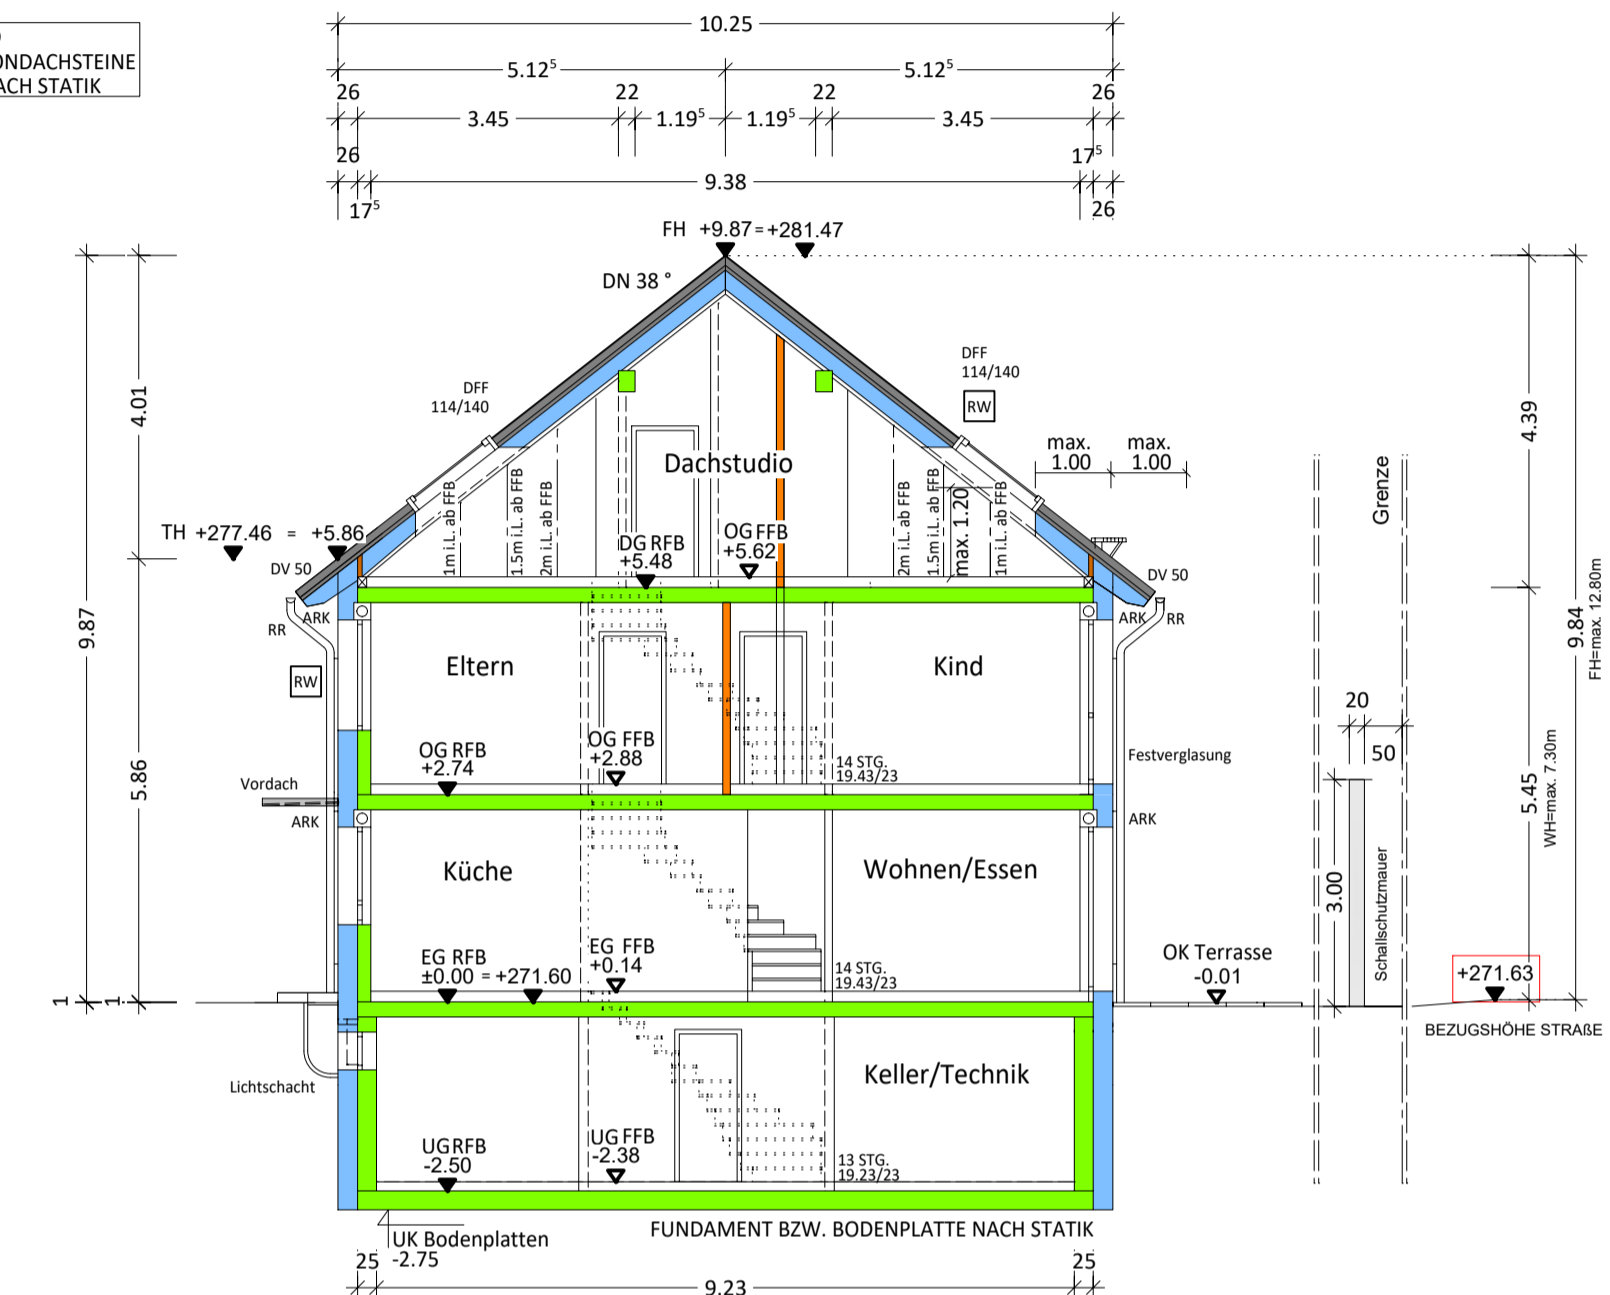 ONDACHSTEINE
ACH STATIK
10.25
5.12⁵ 5.12⁵
26 22 22 26
3.45 1.19⁵ 1.19⁵ 3.45
26 17⁵
9.38
17⁵ 26
FH +9.87 = +281.47
DN 38 °
DFF
114/140
DFF
114/140
RW
max.
1.00
max.
1.00
4.01
4.39
9.87
5.86
Dachstudio
1m i.L. ab FFB
1.5m i.L. ab FFB
2m i.L. ab FFB
2m i.L. ab FFB
1.5m i.L. ab FFB
max. 1.20
1m i.L. ab FFB
Grenze
TH +277.46 = +5.86
DG RFB
+5.48
OG FFB
+5.62
DV 50
DV 50
ARK
RR
ARK
RR
RW
Eltern
Kind
9.84
FH=max. 12.80m
20
50
OG RFB
+2.74
OG FFB
+2.88
14 STG.
19.43/23
Festverglasung
Vordach
ARK
ARK
5.45
WH=max. 7.30m
Küche
Wohnen/Essen
3.00
Schallschutzmauer
EG RFB
±0.00 = +271.60
EG FFB
+0.14
14 STG.
19.43/23
OK Terrasse
-0.01
+271.63
BEZUGSHÖHE STRAßE
1
1
Lichtschacht
Keller/Technik
UG RFB
-2.50
UG FFB
-2.38
13 STG.
19.23/23
UK Bodenplatten
-2.75
FUNDAMENT BZW. BODENPLATTE NACH STATIK
25 25
9.23